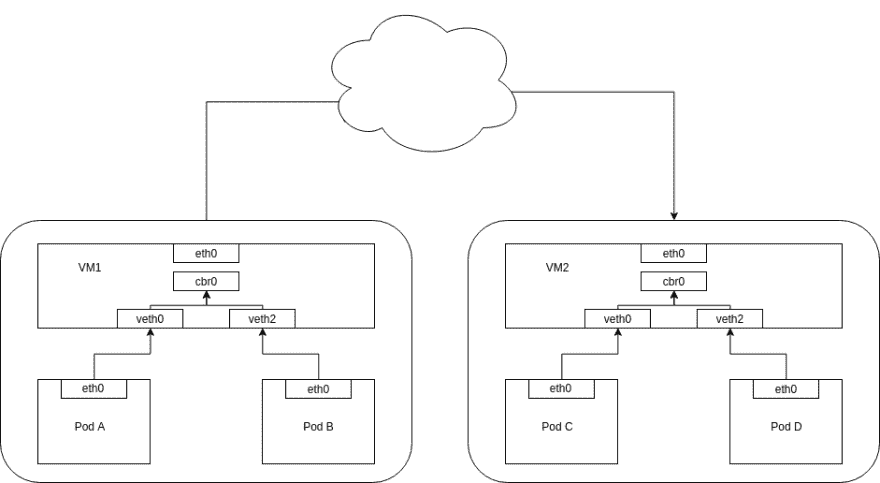 eth0
VM1
cbr0
veth0
veth2
eth0
eth0
Pod A
Pod B
eth0
VM2
cbr0
veth0
veth2
eth0
eth0
Pod C
Pod D